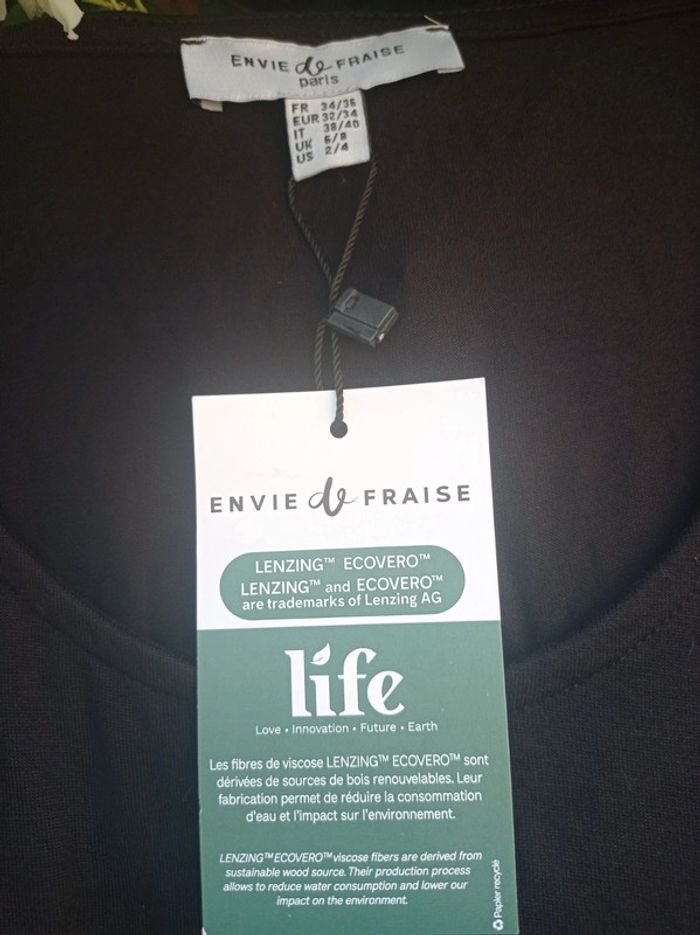 ENVIE de FRAISE
paris
FR 34/36
EUR 32/34
IT 38/40
UK 6/8
US 2/4
ENVIE de FRAISE
LENZING™ ECOVERO™
LENZING™ and ECOVERO™
are trademarks of Lenzing AG
life
Love • Innovation • Future • Earth
Les fibres de viscose LENZING™ ECOVERO™ sont
dérivées de sources de bois renouvelables. Leur
fabrication permet de réduire la consommation
d'eau et l'impact sur l'environnement.
LENZING™ECOVERO™viscose fibers are derived from
sustainable wood source. Their production process
allows to reduce water consumption and lower our
impact on the environment.
Papier recyclé